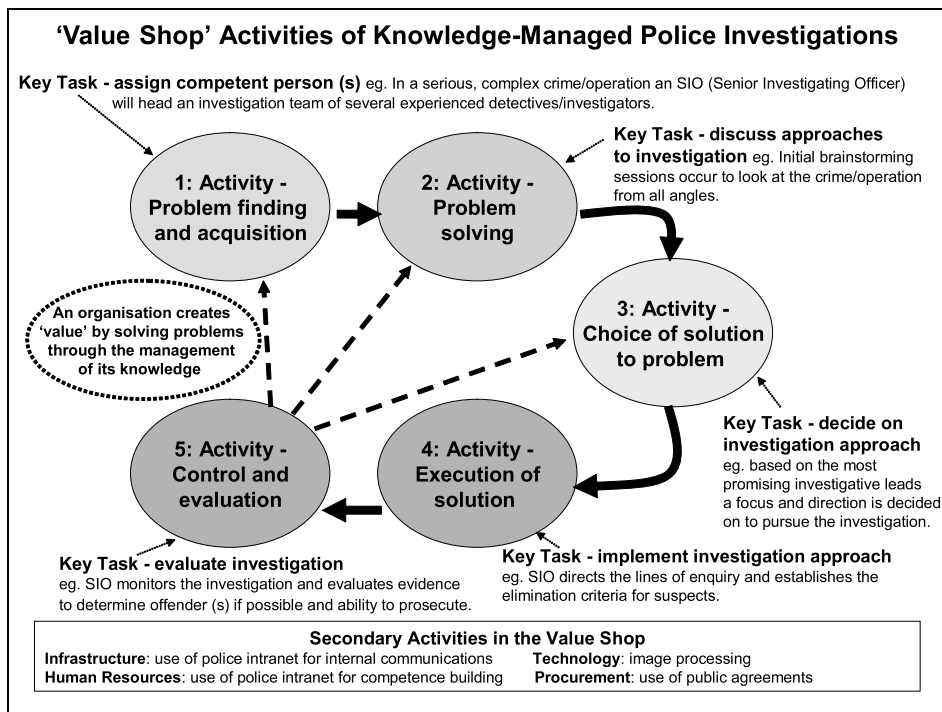 ‘Value Shop’ Activities of Knowledge-Managed Police Investigations
Key Task - assign competent person (s) eg. In a serious, complex crime/operation an SIO (Senior Investigating Officer)
will head an investigation team of several experienced detectives/investigators.
1: Activity -
Problem finding
and acquisition
2: Activity -
Problem
solving
Key Task - discuss approaches
to investigation eg. Initial brainstorming
sessions occur to look at the crime/operation
from all angles.
An organisation creates
‘value’ by solving problems
through the management
of its knowledge
3: Activity -
Choice of solution
to problem
Key Task - decide on
investigation approach
eg. based on the most
promising investigative leads
a focus and direction is decided
on to pursue the investigation.
5: Activity -
Control and
evaluation
4: Activity -
Execution of
solution
Key Task - evaluate investigation
eg. SIO monitors the investigation and evaluates evidence
to determine offender (s) if possible and ability to prosecute.
Key Task - implement investigation approach
eg. SIO directs the lines of enquiry and establishes the
elimination criteria for suspects.
Secondary Activities in the Value Shop
Infrastructure: use of police intranet for internal communications
Technology: image processing
Human Resources: use of police intranet for competence building
Procurement: use of public agreements